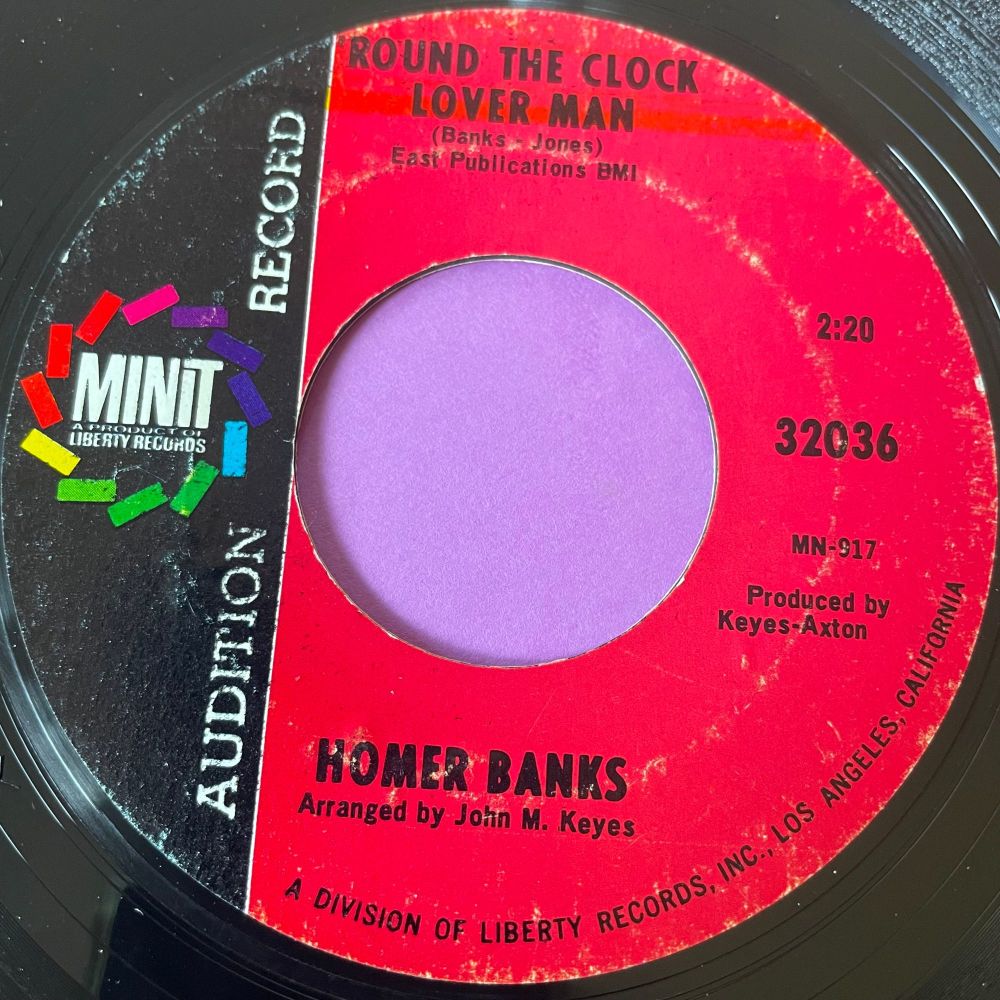 'ROUND THE CLOCK
LOVER MAN
(Banks - Jones)
East Publications BMI
AUDITION RECORD
MINIT
A PRODUCT OF
LIBERTY RECORDS
2:20
32036
MN-917
Produced by
Keyes-Axton
HOMER BANKS
Arranged by John M. Keyes
A DIVISION OF LIBERTY RECORDS, INC., LOS ANGELES, CALIFORNIA